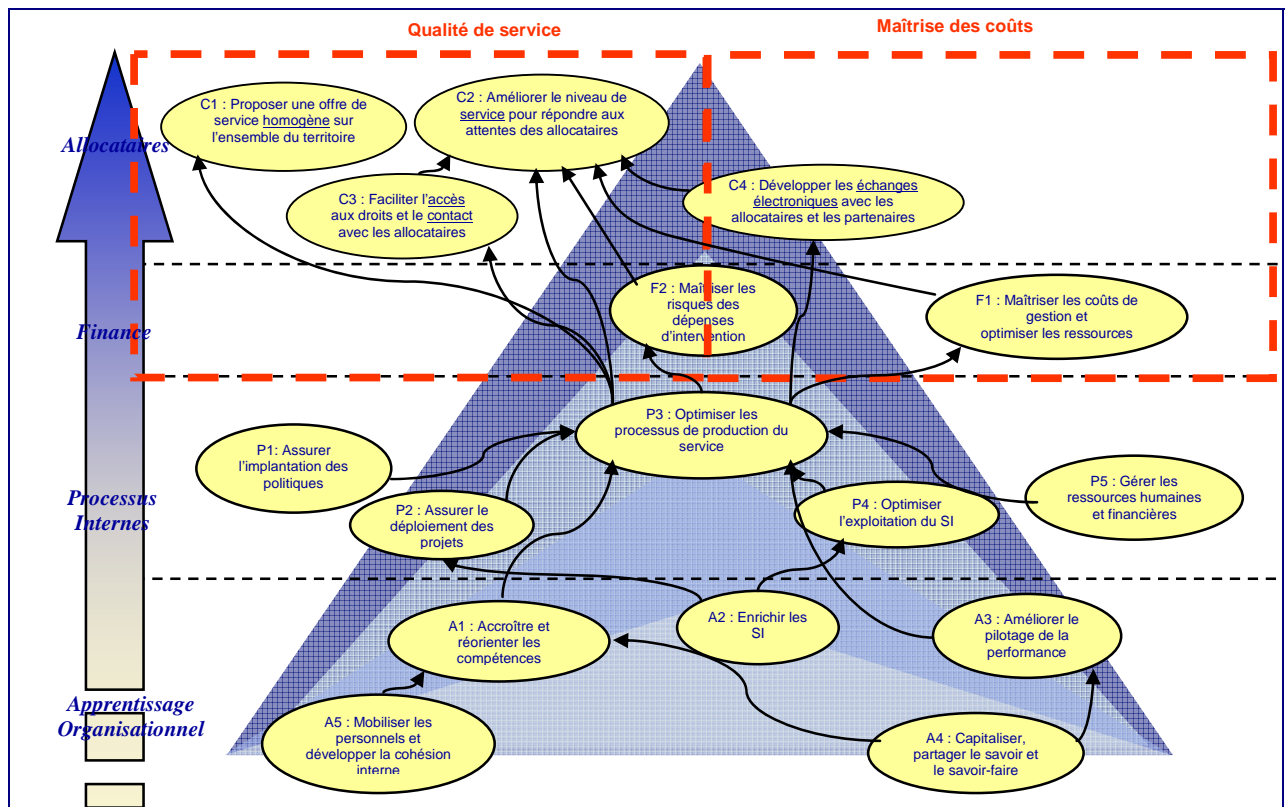 Qualité de service
Maîtrise des coûts
Allocataires
C1 : Proposer une offre de
service homogène sur
l'ensemble du territoire
C2 : Améliorer le niveau de
service pour répondre aux
attentes des allocataires
C3 : Faciliter l'accès
aux droits et le contact
avec les allocataires
C4 : Développer les échanges
électroniques avec les
allocataires et les partenaires
Finance
F2 : Maîtriser les
risques des
dépenses
d'intervention
F1 : Maîtriser les coûts de
gestion et
optimiser les ressources
Processus
Internes
P3 : Optimiser les
processus de production du
service
P1: Assurer
l'implantation des
politiques
P2 : Assurer le
déploiement des
projets
P4 : Optimiser
l'exploitation du SI
P5 : Gérer les
ressources humaines
et financières
Apprentissage
Organisationnel
A1 : Accroître et
réorienter les
compétences
A2 : Enrichir les
SI
A3 : Améliorer le
pilotage de la
performance
A5 : Mobiliser les
personnels et
développer la cohésion
interne
A4 : Capitaliser,
partager le savoir et
le savoir-faire